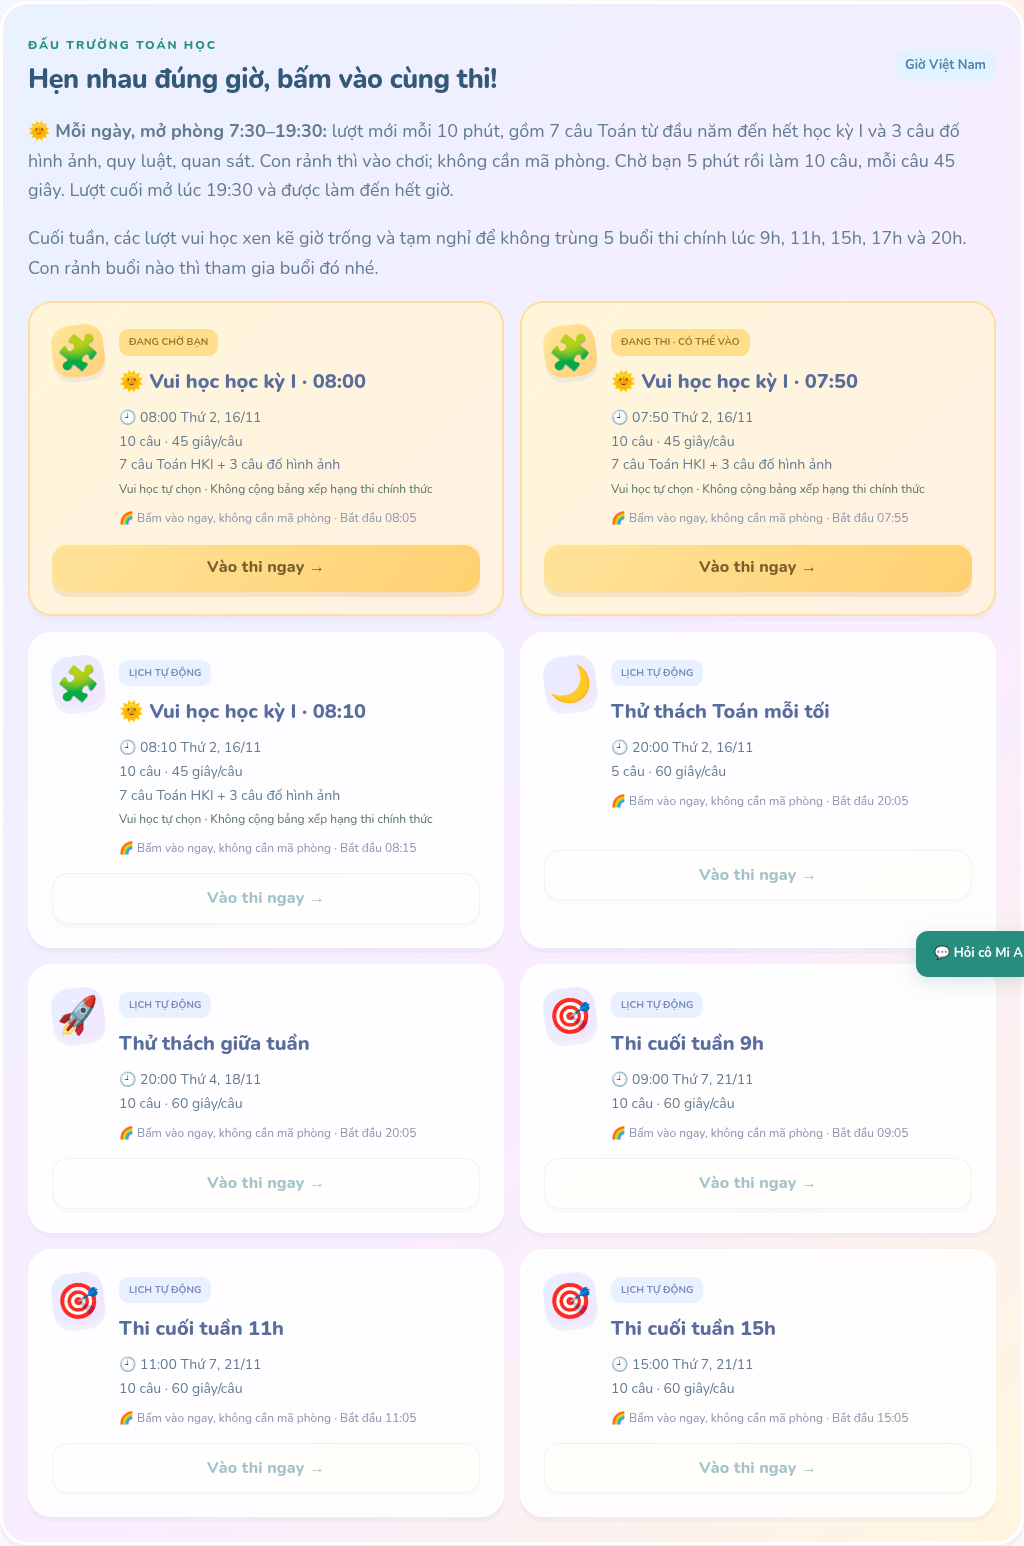 ĐẤU TRƯỜNG TOÁN HỌC
Hẹn nhau đúng giờ, bấm vào cùng thi!
Giờ Việt Nam
🌞 Mỗi ngày, mở phòng 7:30–19:30: lượt mới mỗi 10 phút, gồm 7 câu Toán từ đầu năm đến hết học kỳ I và 3 câu đố
hình ảnh, quy luật, quan sát. Con rảnh thì vào chơi; không cần mã phòng. Chờ bạn 5 phút rồi làm 10 câu, mỗi câu 45
giây. Lượt cuối mở lúc 19:30 và được làm đến hết giờ.
Cuối tuần, các lượt vui học xen kẽ giờ trống và tạm nghỉ để không trùng 5 buổi thi chính lúc 9h, 11h, 15h, 17h và 20h.
Con rảnh buổi nào thì tham gia buổi đó nhé.
ĐANG CHỜ BẠN
🌞 Vui học học kỳ I · 08:00
🕘 08:00 Thứ 2, 16/11
10 câu · 45 giây/câu
7 câu Toán HKI + 3 câu đố hình ảnh
Vui học tự chọn · Không cộng bảng xếp hạng thi chính thức
🌈 Bấm vào ngay, không cần mã phòng · Bắt đầu 08:05
Vào thi ngay →
ĐANG THI · CÓ THỂ VÀO
🌞 Vui học học kỳ I · 07:50
🕘 07:50 Thứ 2, 16/11
10 câu · 45 giây/câu
7 câu Toán HKI + 3 câu đố hình ảnh
Vui học tự chọn · Không cộng bảng xếp hạng thi chính thức
🌈 Bấm vào ngay, không cần mã phòng · Bắt đầu 07:55
Vào thi ngay →
LỊCH TỰ ĐỘNG
🌞 Vui học học kỳ I · 08:10
🕘 08:10 Thứ 2, 16/11
10 câu · 45 giây/câu
7 câu Toán HKI + 3 câu đố hình ảnh
Vui học tự chọn · Không cộng bảng xếp hạng thi chính thức
🌈 Bấm vào ngay, không cần mã phòng · Bắt đầu 08:15
Vào thi ngay →
LỊCH TỰ ĐỘNG
Thử thách Toán mỗi tối
🕘 20:00 Thứ 2, 16/11
5 câu · 60 giây/câu
🌈 Bấm vào ngay, không cần mã phòng · Bắt đầu 20:05
Vào thi ngay →
💬 Hỏi cô Mi A
LỊCH TỰ ĐỘNG
Thử thách giữa tuần
🕘 20:00 Thứ 4, 18/11
10 câu · 60 giây/câu
🌈 Bấm vào ngay, không cần mã phòng · Bắt đầu 20:05
Vào thi ngay →
LỊCH TỰ ĐỘNG
Thi cuối tuần 9h
🕘 09:00 Thứ 7, 21/11
10 câu · 60 giây/câu
🌈 Bấm vào ngay, không cần mã phòng · Bắt đầu 09:05
Vào thi ngay →
LỊCH TỰ ĐỘNG
Thi cuối tuần 11h
🕘 11:00 Thứ 7, 21/11
10 câu · 60 giây/câu
🌈 Bấm vào ngay, không cần mã phòng · Bắt đầu 11:05
Vào thi ngay →
LỊCH TỰ ĐỘNG
Thi cuối tuần 15h
🕘 15:00 Thứ 7, 21/11
10 câu · 60 giây/câu
🌈 Bấm vào ngay, không cần mã phòng · Bắt đầu 15:05
Vào thi ngay →